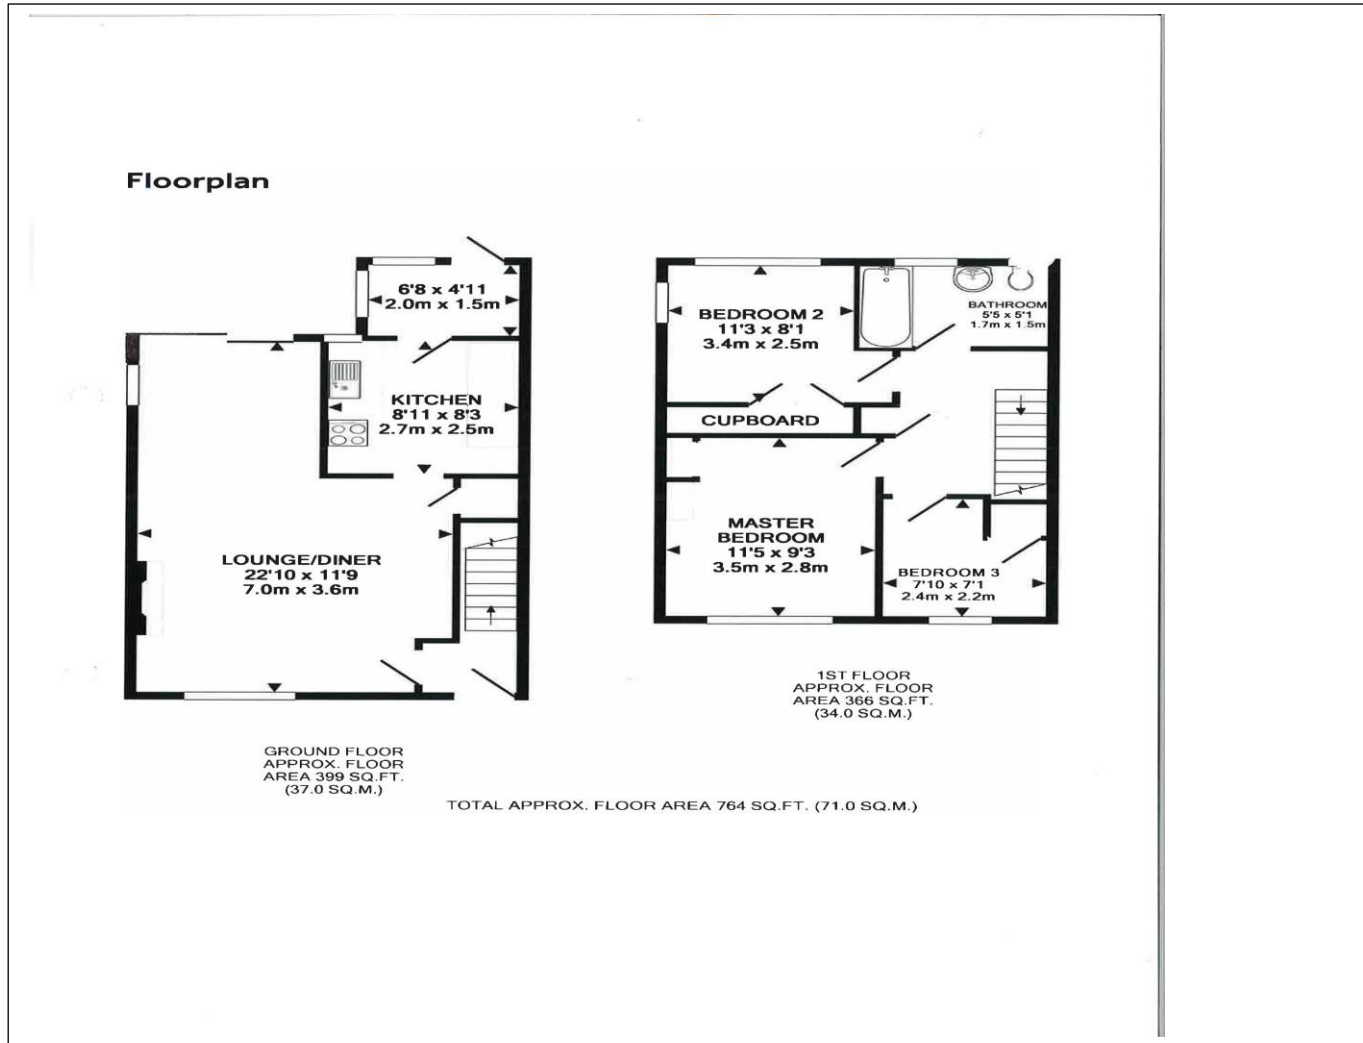 Floorplan
6'8 x 4'11
2.0m x 1.5m
KITCHEN
8'11 x 8'3
2.7m x 2.5m
LOUNGE/DINER
22'10 x 11'9
7.0m x 3.6m
GROUND FLOOR
APPROX. FLOOR
AREA 399 SQ.FT.
(37.0 SQ.M.)
BEDROOM 2
11'3 x 8'1
3.4m x 2.5m
BATHROOM
5'5 x 5'1
1.7m x 1.5m
CUPBOARD
MASTER
BEDROOM
11'5 x 9'3
3.5m x 2.8m
BEDROOM 3
7'10 x 7'1
2.4m x 2.2m
1ST FLOOR
APPROX. FLOOR
AREA 366 SQ.FT.
(34.0 SQ.M.)
TOTAL APPROX. FLOOR AREA 764 SQ.FT. (71.0 SQ.M.)